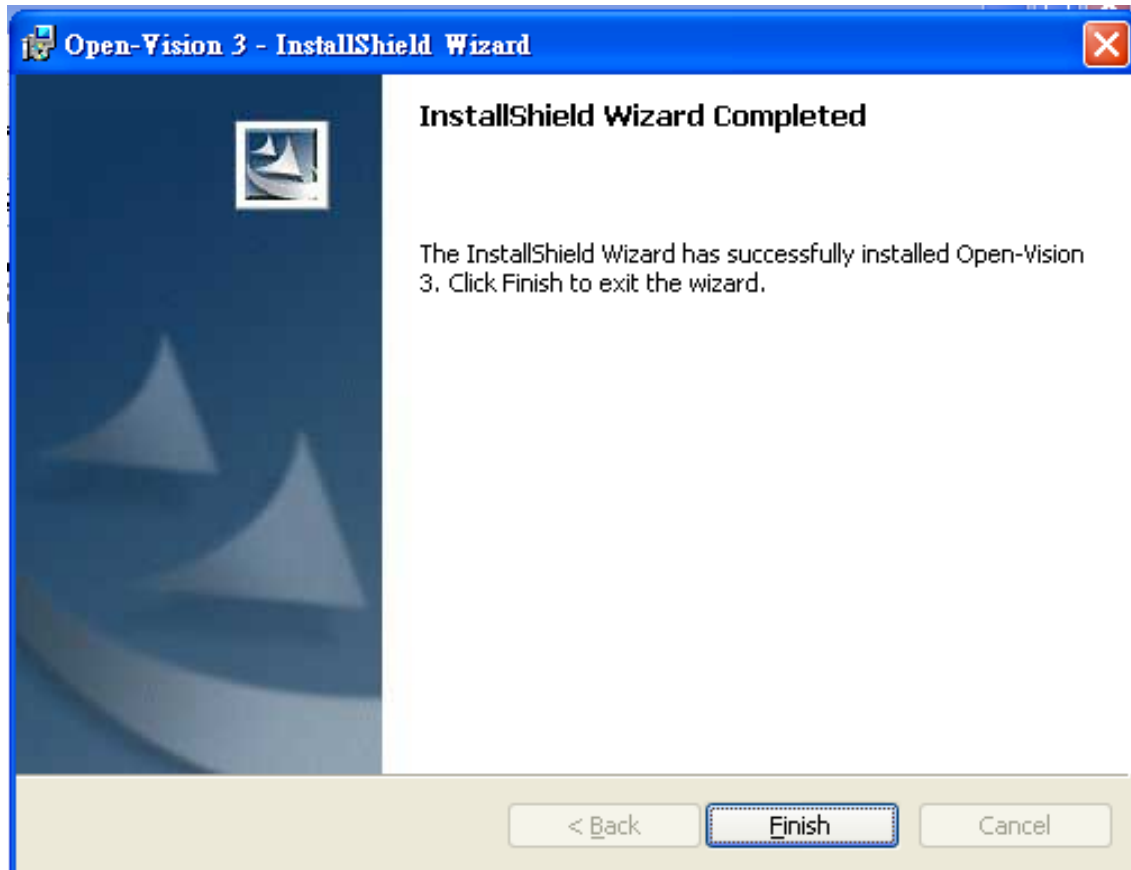 Open-Vision 3 - InstallShield Wizard
InstallShield Wizard Completed
The InstallShield Wizard has successfully installed Open-Vision
3. Click Finish to exit the wizard.
< Back Finish Cancel